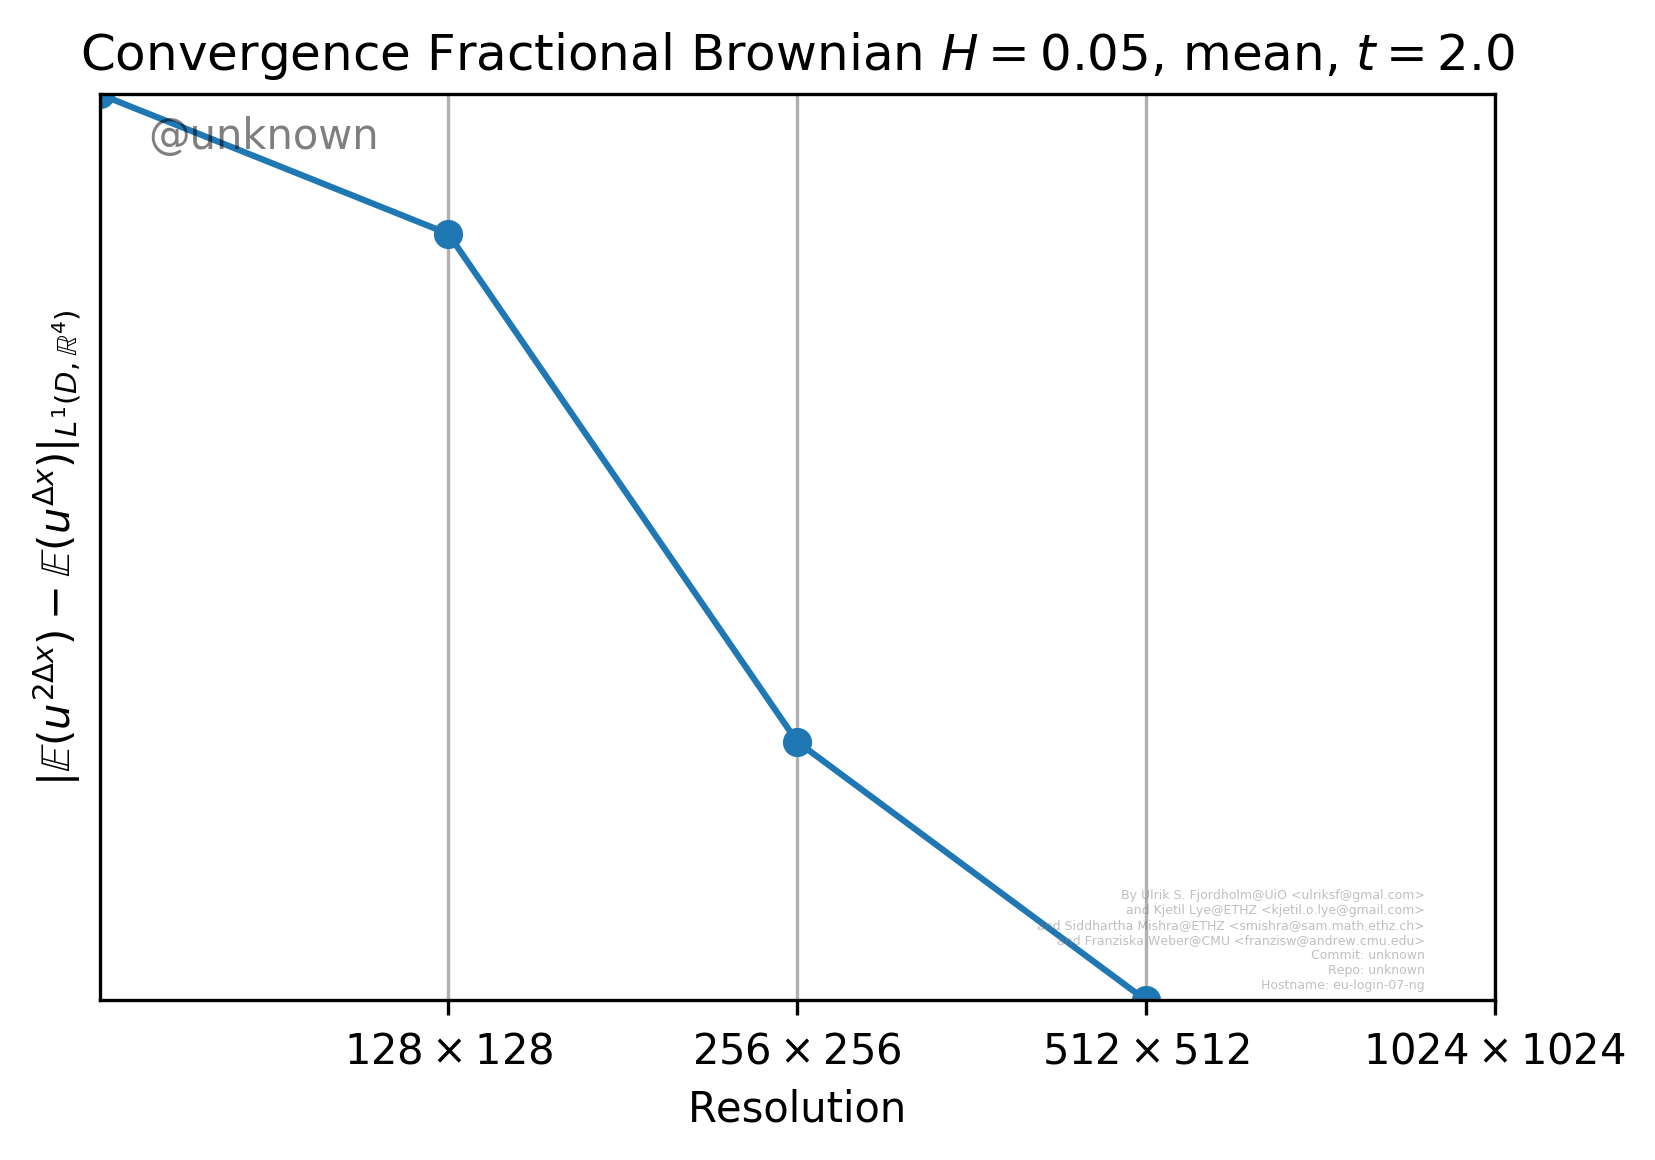 Convergence Fractional Brownian H = 0.05, mean, t = 2.0
@unknown
|𝔼(u^{2Δx}) − 𝔼(u^{Δx})|_{L^1(D, ℝ^4)}
By Ulrik S. Fjordholm@UiO <ulriksf@gmal.com>
and Kjetil Lye@ETHZ <kjetil.o.lye@gmail.com>
and Siddhartha Mishra@ETHZ <smishra@sam.math.ethz.ch>
and Franziska Weber@CMU <franzisw@andrew.cmu.edu>
Commit: unknown
Repo: unknown
Hostname: eu-login-07-ng
128 × 128 256 × 256 512 × 512 1024 × 1024
Resolution